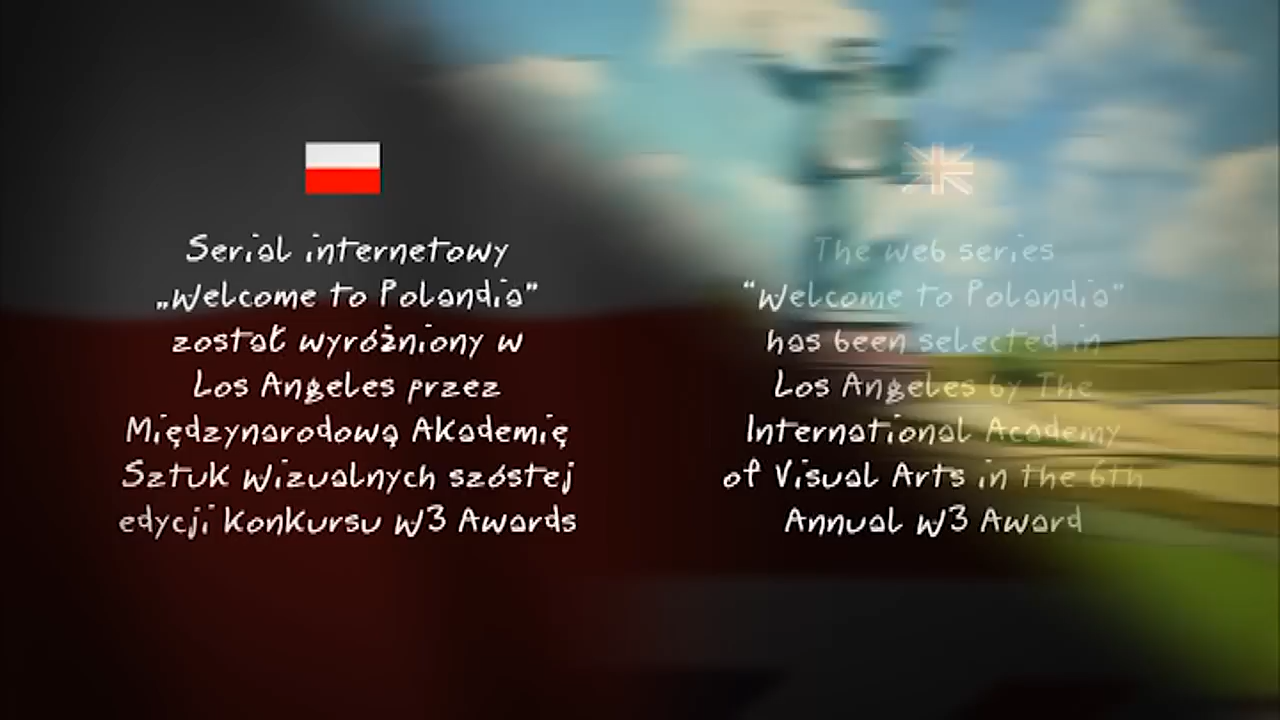 Serial internetowy
„Welcome to Polandia”
został wyróżniony w
Los Angeles przez
Międzynarodową Akademię
Sztuk Wizualnych szóstej
edycji konkursu W3 Awards
The web series
“Welcome to Polandia”
has been selected in
Los Angeles by The
International Academy
of Visual Arts in the 6th
Annual W3 Award